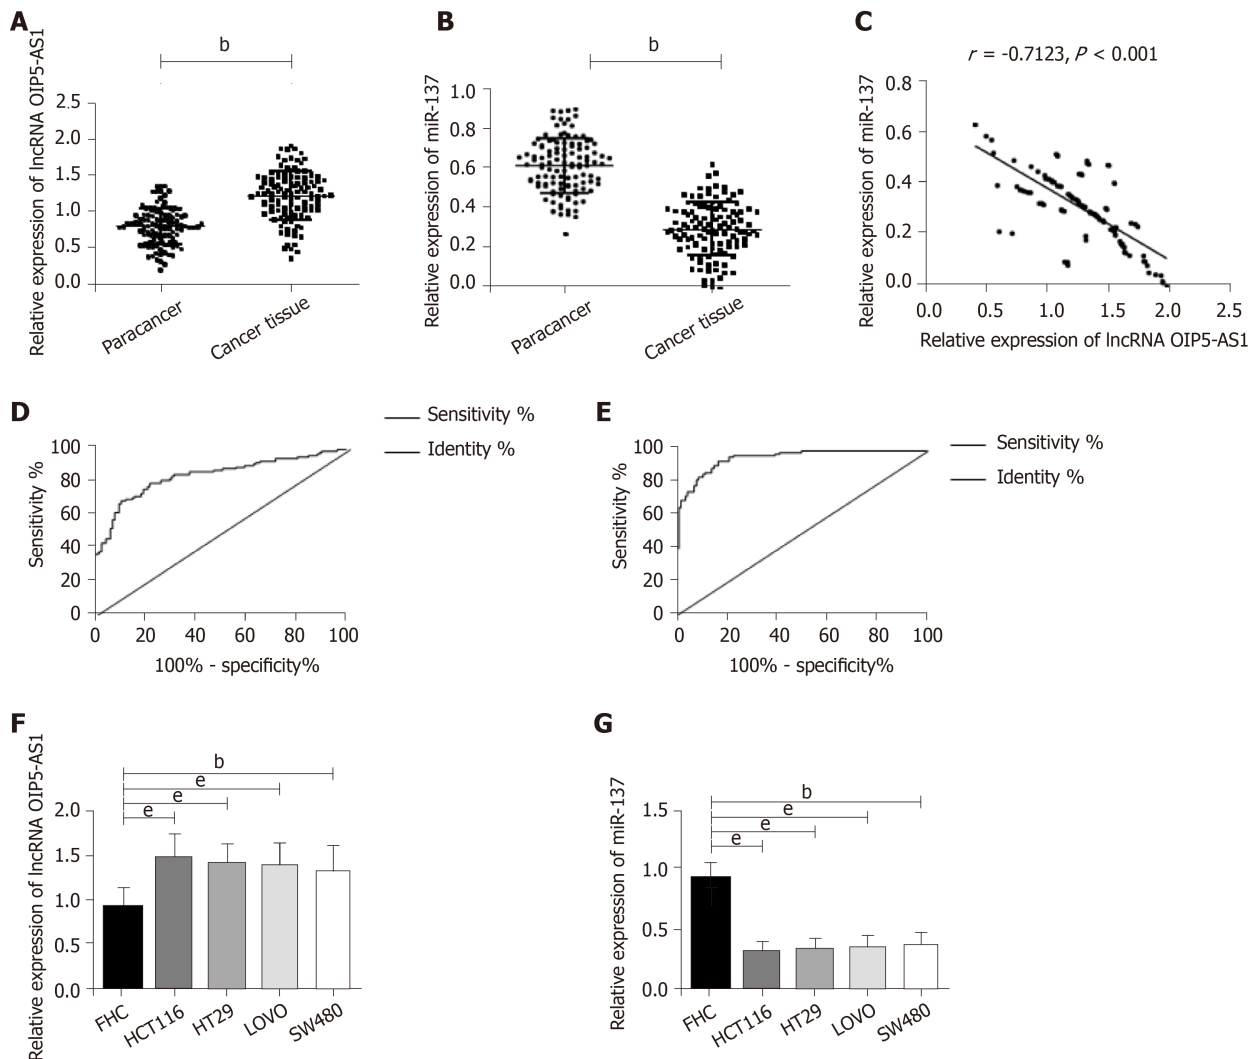 A
Relative expression of lncRNA OIP5-AS1
b
2.5
2.0
1.5
1.0
0.5
0.0
Paracancer
Cancer tissue
B
Relative expression of miR-137
b
1.0
0.8
0.6
0.4
0.2
0.0
Paracancer
Cancer tissue
C
r = -0.7123, P < 0.001
Relative expression of miR-137
0.8
0.6
0.4
0.2
0.0
0.0 0.5 1.0 1.5 2.0 2.5
Relative expression of lncRNA OIP5-AS1
D
Sensitivity %
Identity %
Sensitivity %
100
80
60
40
20
0
0 20 40 60 80 100
100% - specificity%
E
Sensitivity %
Identity %
Sensitivity %
100
80
60
40
20
0
0 20 40 60 80 100
100% - specificity%
F
Relative expression of lncRNA OIP5-AS1
b
e
e
e
2.0
1.5
1.0
0.5
0.0
FHC
HCT116
HT29
LOVO
SW480
G
Relative expression of miR-137
b
e
e
e
1.5
1.0
0.5
0.0
FHC
HCT116
HT29
LOVO
SW480